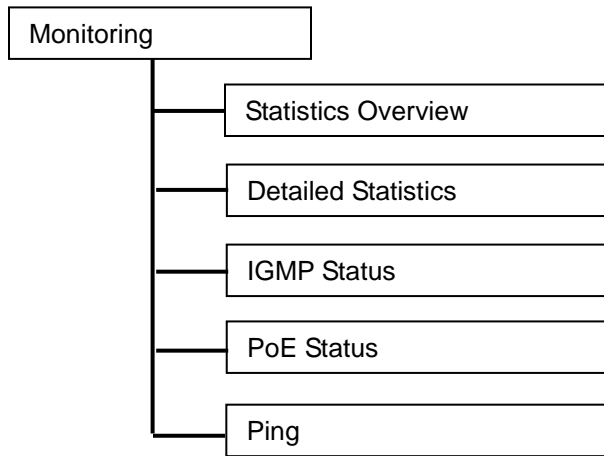 Monitoring
Statistics Overview
Detailed Statistics
IGMP Status
PoE Status
Ping